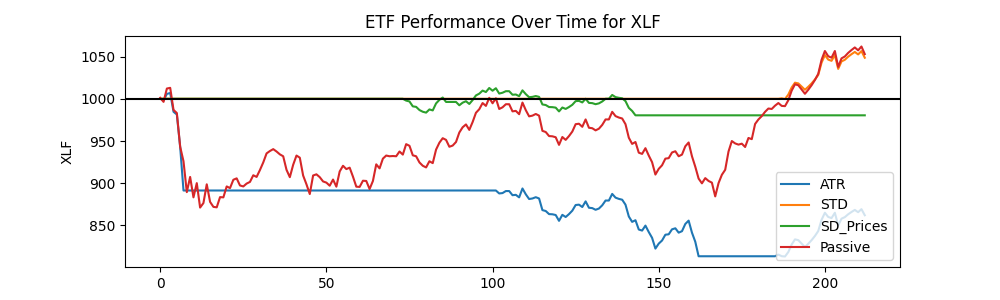 ETF Performance Over Time for XLF
XLF
1050
1000
950
900
850
0
50
100
150
200
ATR
STD
SD_Prices
Passive